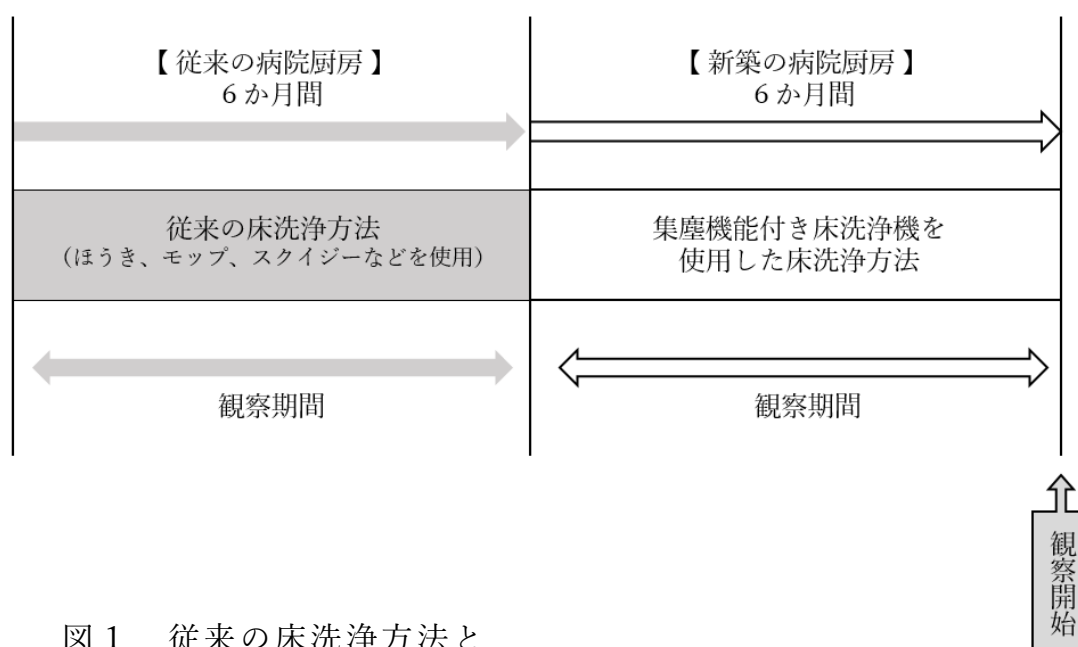 【 従来の病院厨房 】
6 か月間
【 新築の病院厨房 】
6 か月間
従来の床洗浄方法
（ほうき、モップ、スクイジーなどを使用）
集塵機能付き床洗浄機を
使用した床洗浄方法
観察期間
観察期間
観察開始
図 1　従来の床洗浄方法と